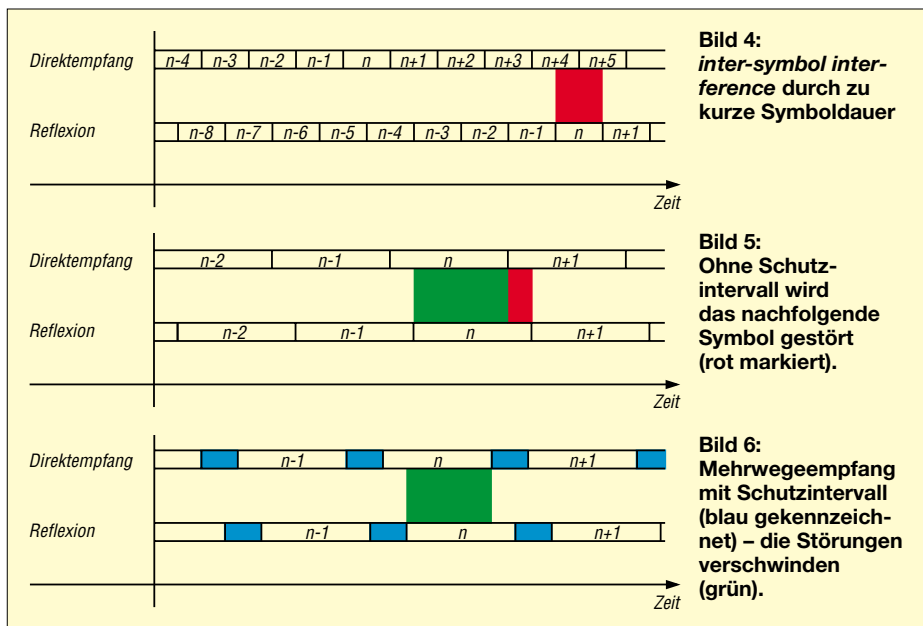 Direktempfang
n-4 n-3 n-2 n-1 n n+1 n+2 n+3 n+4 n+5
Reflexion
n-8 n-7 n-6 n-5 n-4 n-3 n-2 n-1 n n+1
Zeit
Bild 4:
inter-symbol inter-
ference durch zu
kurze Symboldauer
Direktempfang
n-2 n-1 n n+1
Reflexion
n-2 n-1 n n+1
Zeit
Bild 5:
Ohne Schutz-
intervall wird
das nachfolgende
Symbol gestört
(rot markiert).
Direktempfang
n-1 n n+1
Reflexion
n-1 n n+1
Zeit
Bild 6:
Mehrwegeempfang
mit Schutzintervall
(blau gekennzeich-
net) – die Störungen
verschwinden
(grün).